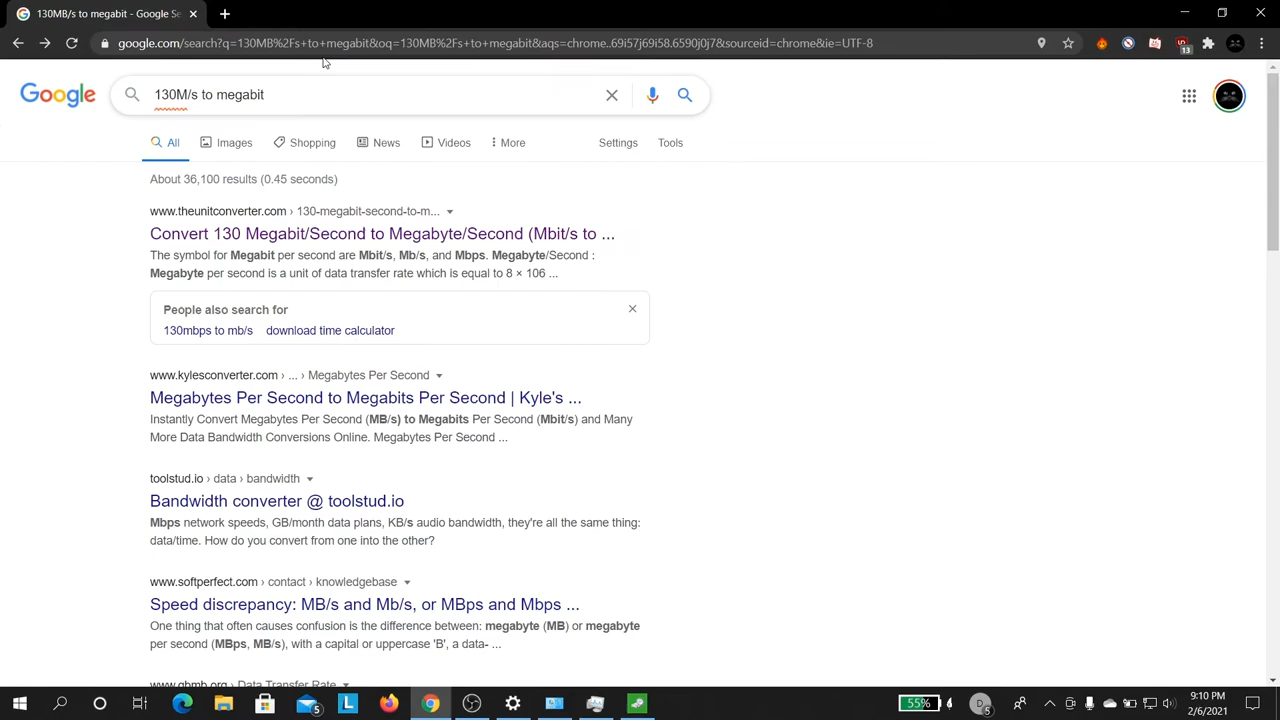 130MB/s to megabit - Google Se
google.com/search?q=130MB%2Fs+to+megabit&oq=130MB%2Fs+to+megabit&aqs=chrome..69i57j69i58.6590j0j7&sourceid=chrome&ie=UTF-8
13
Google
130M/s to megabit
All Images Shopping News Videos More Settings Tools
About 36,100 results (0.45 seconds)
www.theunitconverter.com › 130-megabit-second-to-m...
Convert 130 Megabit/Second to Megabyte/Second (Mbit/s to ...
The symbol for Megabit per second are Mbit/s, Mb/s, and Mbps. Megabyte/Second :
Megabyte per second is a unit of data transfer rate which is equal to 8 × 106 ...
People also search for
130mbps to mb/s download time calculator
www.kylesconverter.com › ... › Megabytes Per Second
Megabytes Per Second to Megabits Per Second | Kyle's ...
Instantly Convert Megabytes Per Second (MB/s) to Megabits Per Second (Mbit/s) and Many
More Data Bandwidth Conversions Online. Megabytes Per Second ...
toolstud.io › data › bandwidth
Bandwidth converter @ toolstud.io
Mbps network speeds, GB/month data plans, KB/s audio bandwidth, they're all the same thing:
data/time. How do you convert from one into the other?
www.softperfect.com › contact › knowledgebase
Speed discrepancy: MB/s and Mb/s, or MBps and Mbps ...
One thing that often causes confusion is the difference between: megabyte (MB) or megabyte
per second (MBps, MB/s), with a capital or uppercase 'B', a data- ...
www.gbmb.org › Data Transfer Rate
5
L
55%
D
5
9:10 PM
2/6/2021